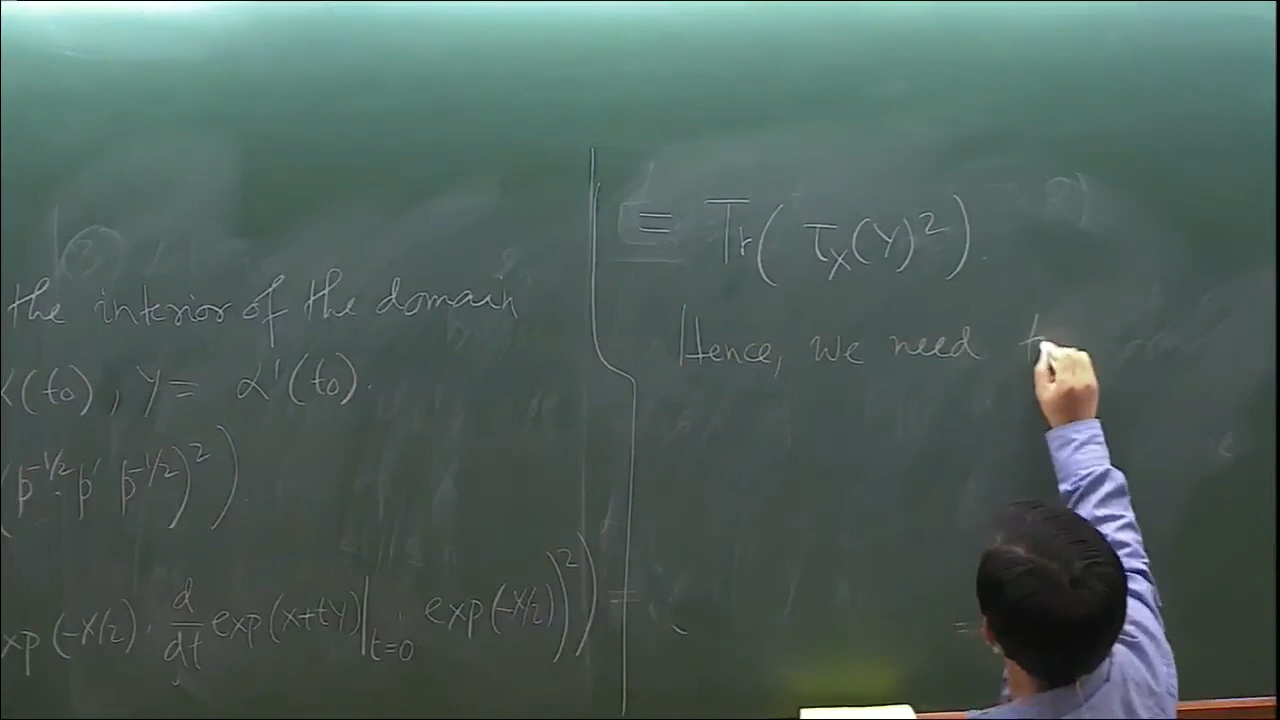 the interior of the domain
α(t₀), Y = α'(t₀).
(p^{-1/2} p' p^{-1/2})²).
xp(-X/2) · d/dt exp(X+tY)|_{t=0} exp(-X/2))²) =
= Tr( τ_X(Y)² ).
Hence, we need